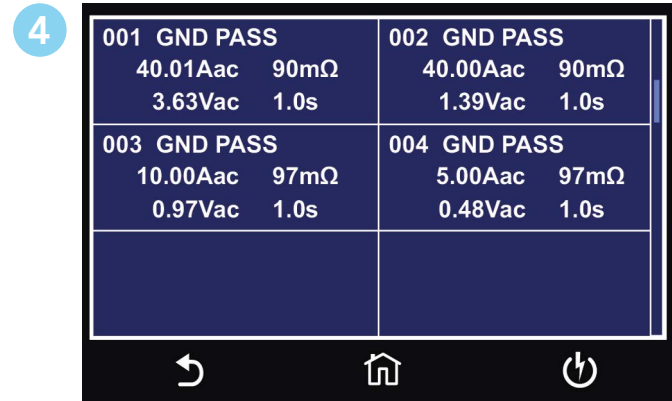 4
001 GND PASS
40.01Aac 90mΩ
3.63Vac 1.0s
002 GND PASS
40.00Aac 90mΩ
1.39Vac 1.0s
003 GND PASS
10.00Aac 97mΩ
0.97Vac 1.0s
004 GND PASS
5.00Aac 97mΩ
0.48Vac 1.0s